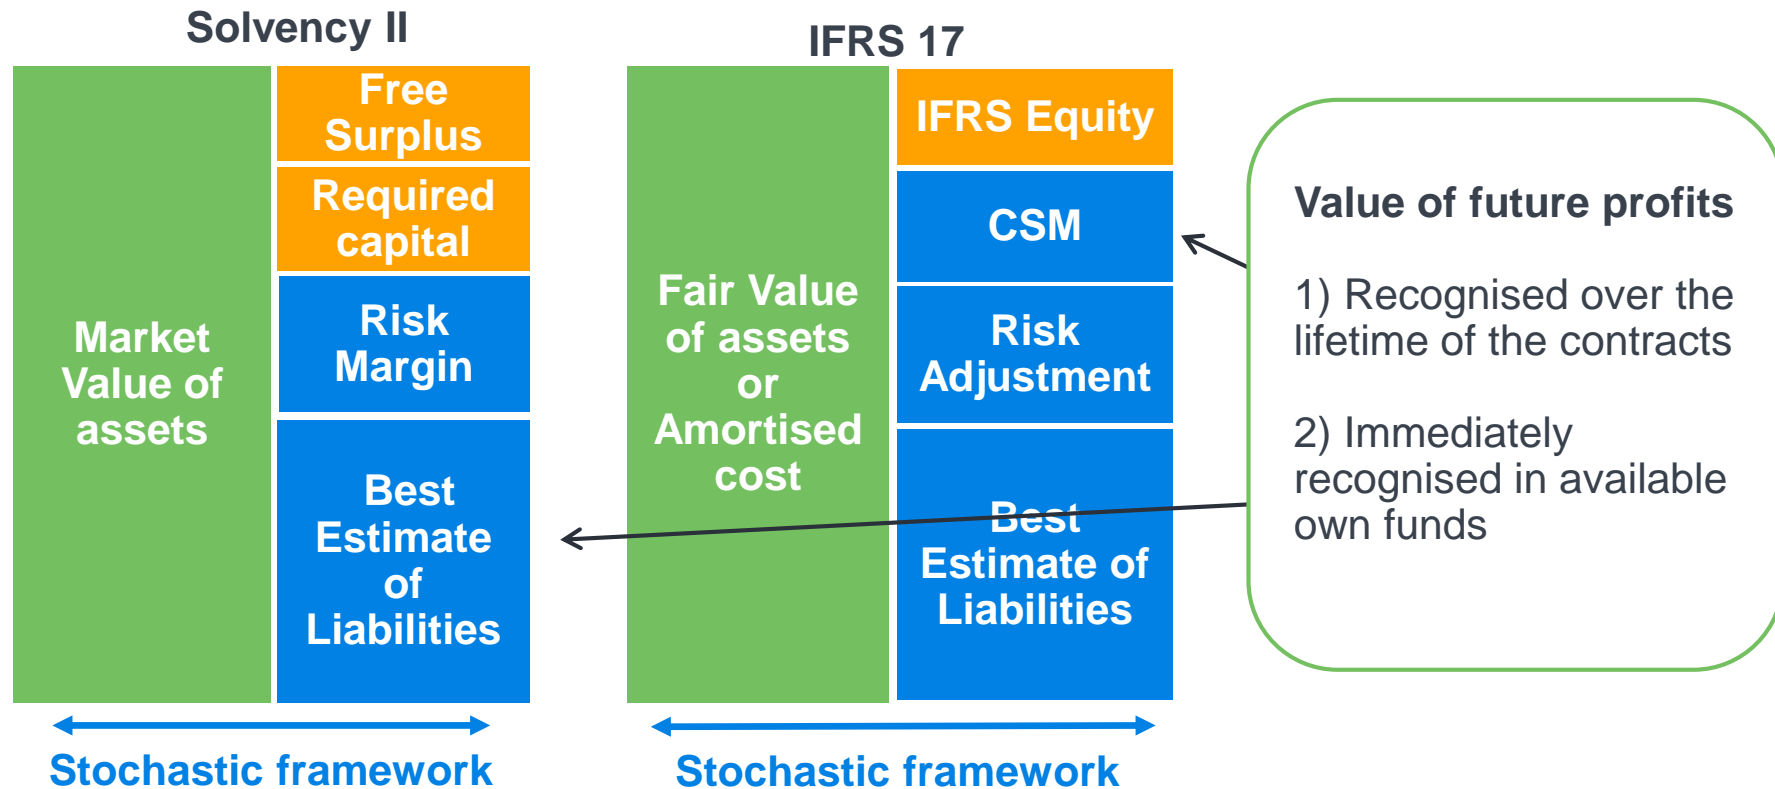 Solvency II
Market
Value of
assets
Free
Surplus
Required
capital
Risk
Margin
Best
Estimate
of
Liabilities
Stochastic framework
IFRS 17
Fair Value
of assets
or
Amortised
cost
IFRS Equity
CSM
Risk
Adjustment
Best
Estimate of
Liabilities
Stochastic framework
Value of future profits
1) Recognised over the
lifetime of the contracts
2) Immediately
recognised in available
own funds